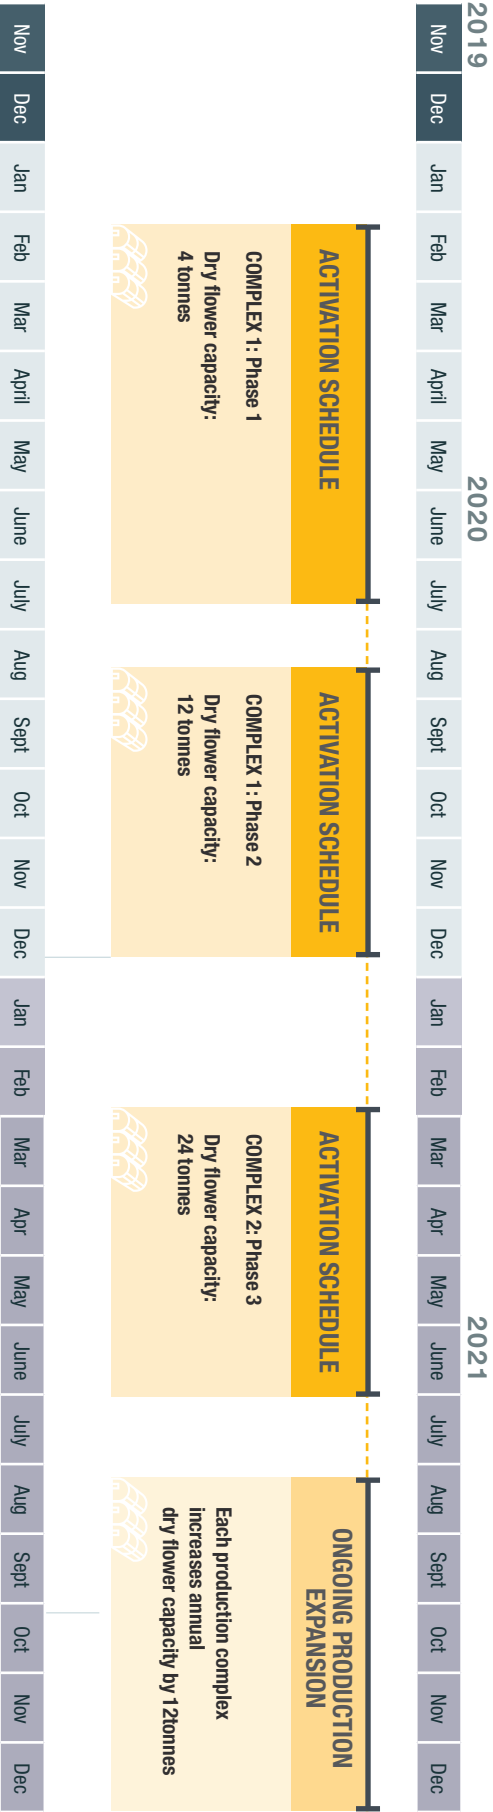 2019
2020
2021
Nov
Dec
Jan
Feb
Mar
April
May
June
July
Aug
Sept
Oct
Nov
Dec
Jan
Feb
Mar
Apr
May
June
July
Aug
Sept
Oct
Nov
Dec
ACTIVATION SCHEDULE
COMPLEX 1: Phase 1
Dry flower capacity:
4 tonnes
ACTIVATION SCHEDULE
COMPLEX 1: Phase 2
Dry flower capacity:
12 tonnes
ACTIVATION SCHEDULE
COMPLEX 2: Phase 3
Dry flower capacity:
24 tonnes
ONGOING PRODUCTION
EXPANSION
Each production complex
increases annual
dry flower capacity by 12tonnes
Nov
Dec
Jan
Feb
Mar
April
May
June
July
Aug
Sept
Oct
Nov
Dec
Jan
Feb
Mar
Apr
May
June
July
Aug
Sept
Oct
Nov
Dec